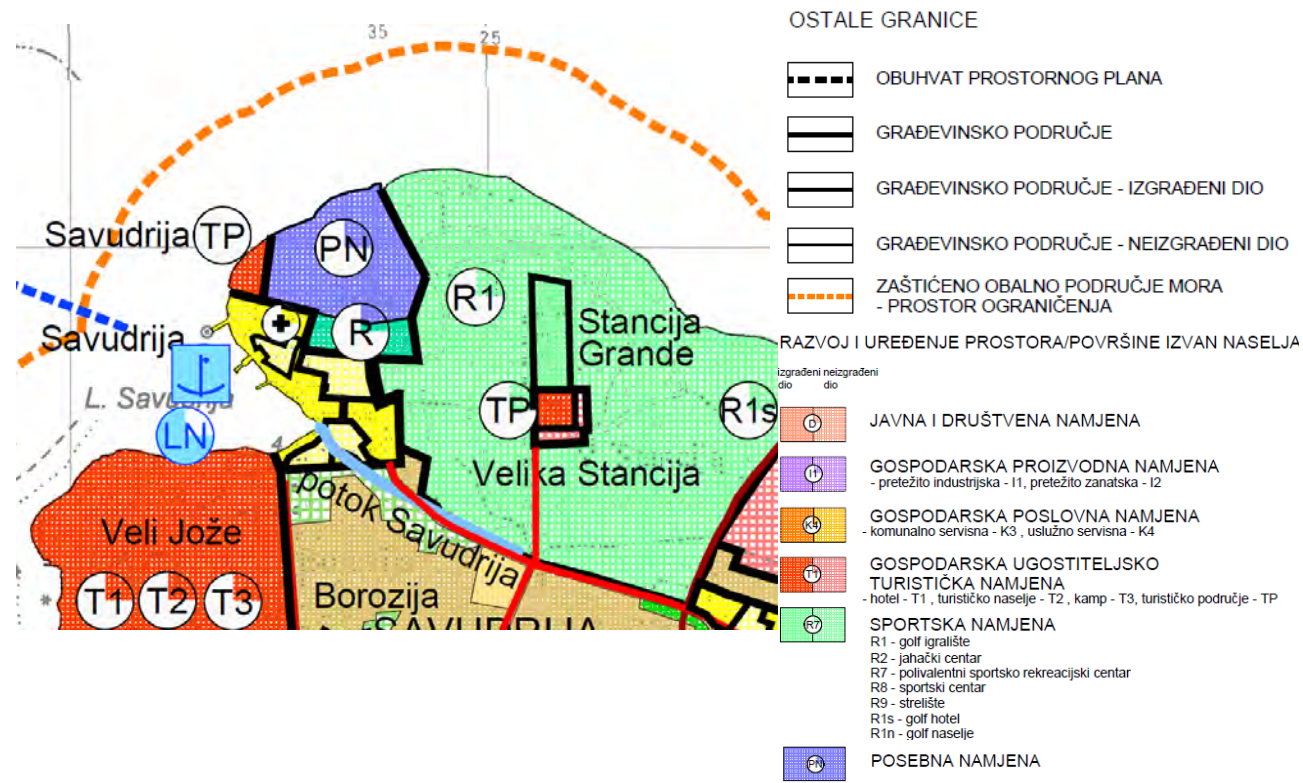 35
25
Savudrija
TP
PN
R1
R
Stancija
Grande
Savudrija
L. Savudrija
LN
4
TP
R1s
Velika Stancija
potok Savudrija
Veli Jože
T1
T2
T3
Borozija
SAVUDRIJA
OSTALE GRANICE
OBUHVAT PROSTORNOG PLANA
GRAĐEVINSKO PODRUČJE
GRAĐEVINSKO PODRUČJE - IZGRAĐENI DIO
GRAĐEVINSKO PODRUČJE - NEIZGRAĐENI DIO
ZAŠTIĆENO OBALNO PODRUČJE MORA
- PROSTOR OGRANIČENJA
RAZVOJ I UREĐENJE PROSTORA/POVRŠINE IZVAN NASELJA
izgrađeni neizgrađeni
dio dio
D
JAVNA I DRUŠTVENA NAMJENA
I1
GOSPODARSKA PROIZVODNA NAMJENA
- pretežito industrijska - I1, pretežito zanatska - I2
K4
GOSPODARSKA POSLOVNA NAMJENA
- komunalno servisna - K3 , uslužno servisna - K4
T1
GOSPODARSKA UGOSTITELJSKO
TURISTIČKA NAMJENA
- hotel - T1 , turističko naselje - T2 , kamp - T3, turističko područje - TP
R7
SPORTSKA NAMJENA
R1 - golf igralište
R2 - jahački centar
R7 - polivalentni sportsko rekreacijski centar
R8 - sportski centar
R9 - strelište
R1s - golf hotel
R1n - golf naselje
PN
POSEBNA NAMJENA